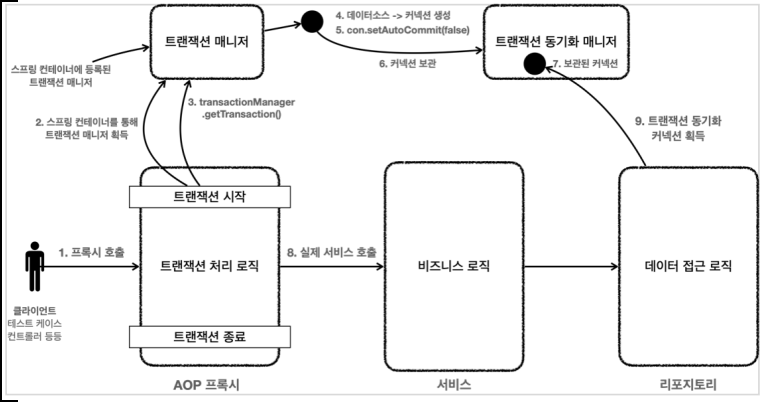 4. 데이터소스 -> 커넥션 생성
5. con.setAutoCommit(false)
트랜잭션 매니저
트랜잭션 동기화 매니저
6. 커넥션 보관
7. 보관된 커넥션
스프링 컨테이너에 등록된
트랜잭션 매니저
3. transactionManager
.getTransaction()
2. 스프링 컨테이너를 통해
트랜잭션 매니저 획득
9. 트랜잭션 동기화
커넥션 획득
트랜잭션 시작
1. 프록시 호출
트랜잭션 처리 로직
8. 실제 서비스 호출
비즈니스 로직
데이터 접근 로직
클라이언트
테스트 케이스
컨트롤러 등등
트랜잭션 종료
AOP 프록시
서비스
리포지토리